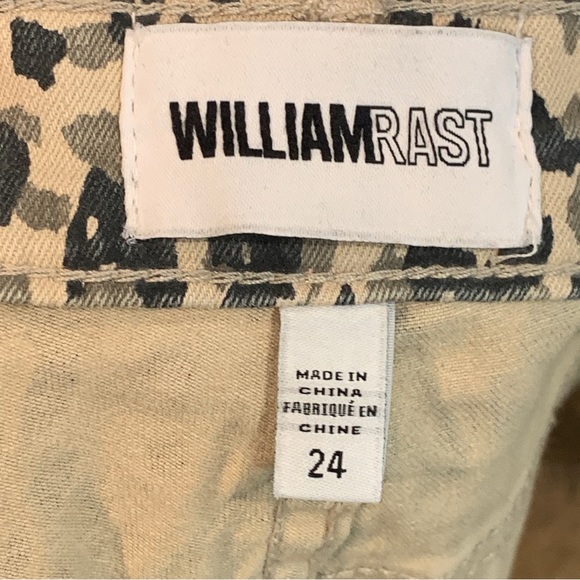 WILLIAMRAST
MADE IN
CHINA
FABRIQUÉ EN
CHINE
24